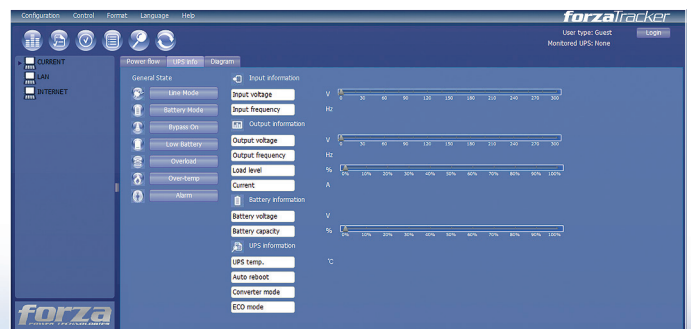 Configuration Control Format Language Help
forzaTracker
User type: Guest Login
Monitored UPS: None
CURRENT
LAN
INTERNET
Power flow UPS info Diagram
General State
Line Mode
Battery Mode
Bypass On
Low Battery
Overload
Over-temp
Alarm
Input information
Input voltage V 0 30 60 90 120 150 180 210 240 270 300
Input frequency Hz
Output information
Output voltage V 0 30 60 90 120 150 180 210 240 270 300
Output frequency Hz
Load level % 0% 10% 20% 30% 40% 50% 60% 70% 80% 90% 100%
Current A
Battery information
Battery voltage V
Battery capacity % 0% 10% 20% 30% 40% 50% 60% 70% 80% 90% 100%
UPS information
UPS temp. °C
Auto reboot
Converter mode
ECO mode
forza
POWER TECHNOLOGIES